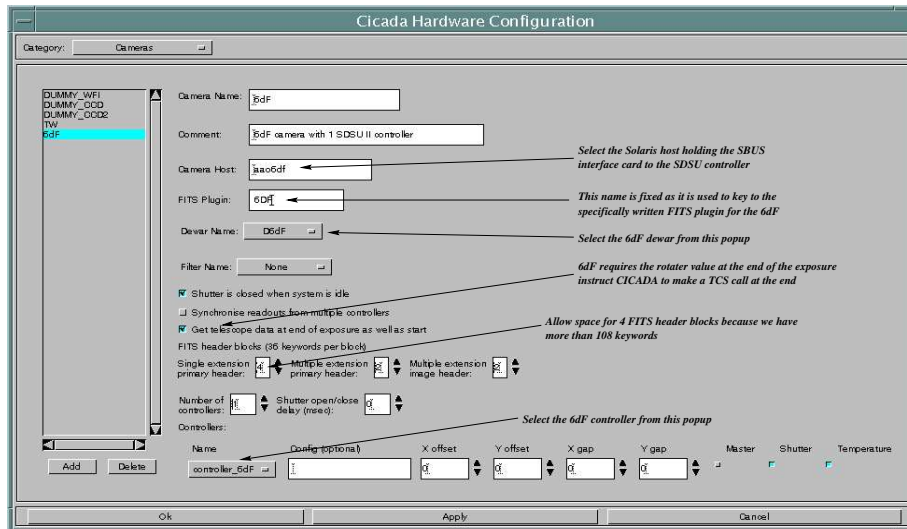 Cicada Hardware Configuration
Category: Cameras
DUMMY_WFI
DUMMY_CCD
DUMMY_CCD2
TW
6dF
Camera Name: 6dF
Comment: 6dF camera with 1 SDSU II controller
Select the Solaris host holding the SBUS
interface card to the SDSU controller
Camera Host: aao6df
FITS Plugin: 6DF
This name is fixed as it is used to key to the
specifically written FITS plugin for the 6dF
Dewar Name: D6dF
Select the 6dF dewar from this popup
Filter Name: None
6dF requires the rotater value at the end of the exposure
instruct CICADA to make a TCS call at the end
Shutter is closed when system is idle
Synchronise readouts from multiple controllers
Get telescope data at end of exposure as well as start
Allow space for 4 FITS header blocks because we have
more than 108 keywords
FITS header blocks (36 keywords per block)
Single extension primary header: 4 Multiple extension primary header: 2 Multiple extension image header: 2
Number of controllers: 1 Shutter open/close delay (msec): 0
Select the 6dF controller from this popup
Controllers:
Name Config (optional) X offset Y offset X gap Y gap Master Shutter Temperature
controller_6dF 0 0 0 0
Add Delete
Ok Apply Cancel